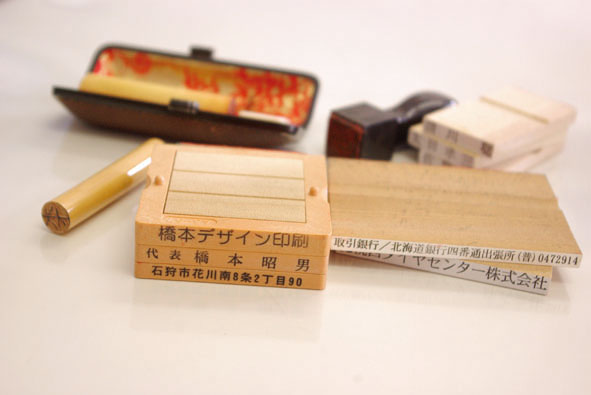 橋本デザイン印刷
代表 橋本昭男
石狩市花川南8条2丁目90
取引銀行／北海道銀行四番通出張所(普)0472914
イヤセンター株式会社